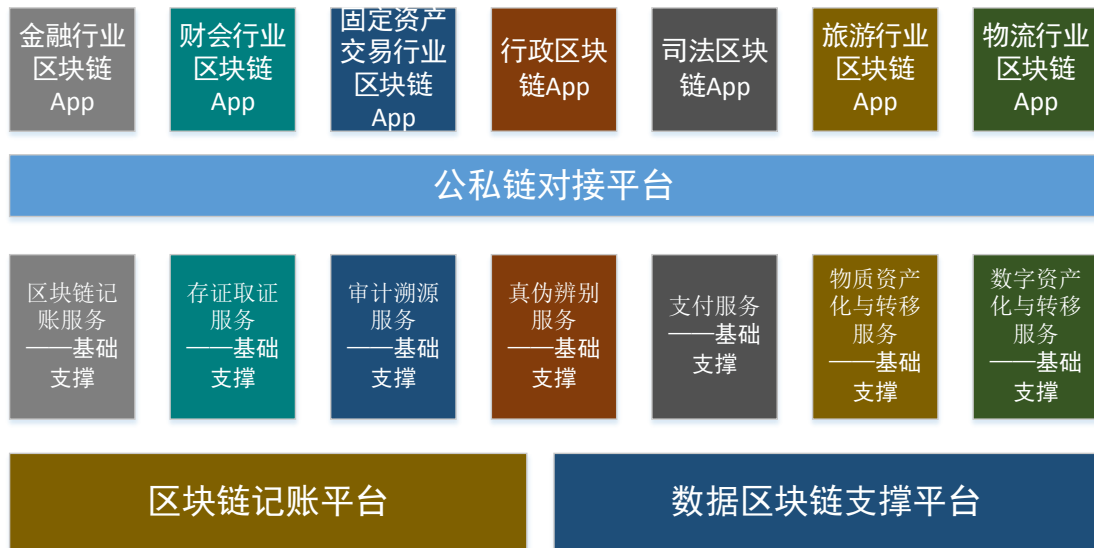 金融行业
区块链
App
财会行业
区块链
App
固定资产
交易行业
区块链
App
行政区块
链App
司法区块
链App
旅游行业
区块链
App
物流行业
区块链
App
公私链对接平台
区块链记
账服务
——基础
支撑
存证取证
服务
——基础
支撑
审计溯源
服务
——基础
支撑
真伪辨别
服务
——基础
支撑
支付服务
——基础
支撑
物质资产
化与转移
服务
——基础
支撑
数字资产
化与转移
服务
——基础
支撑
区块链记账平台
数据区块链支撑平台